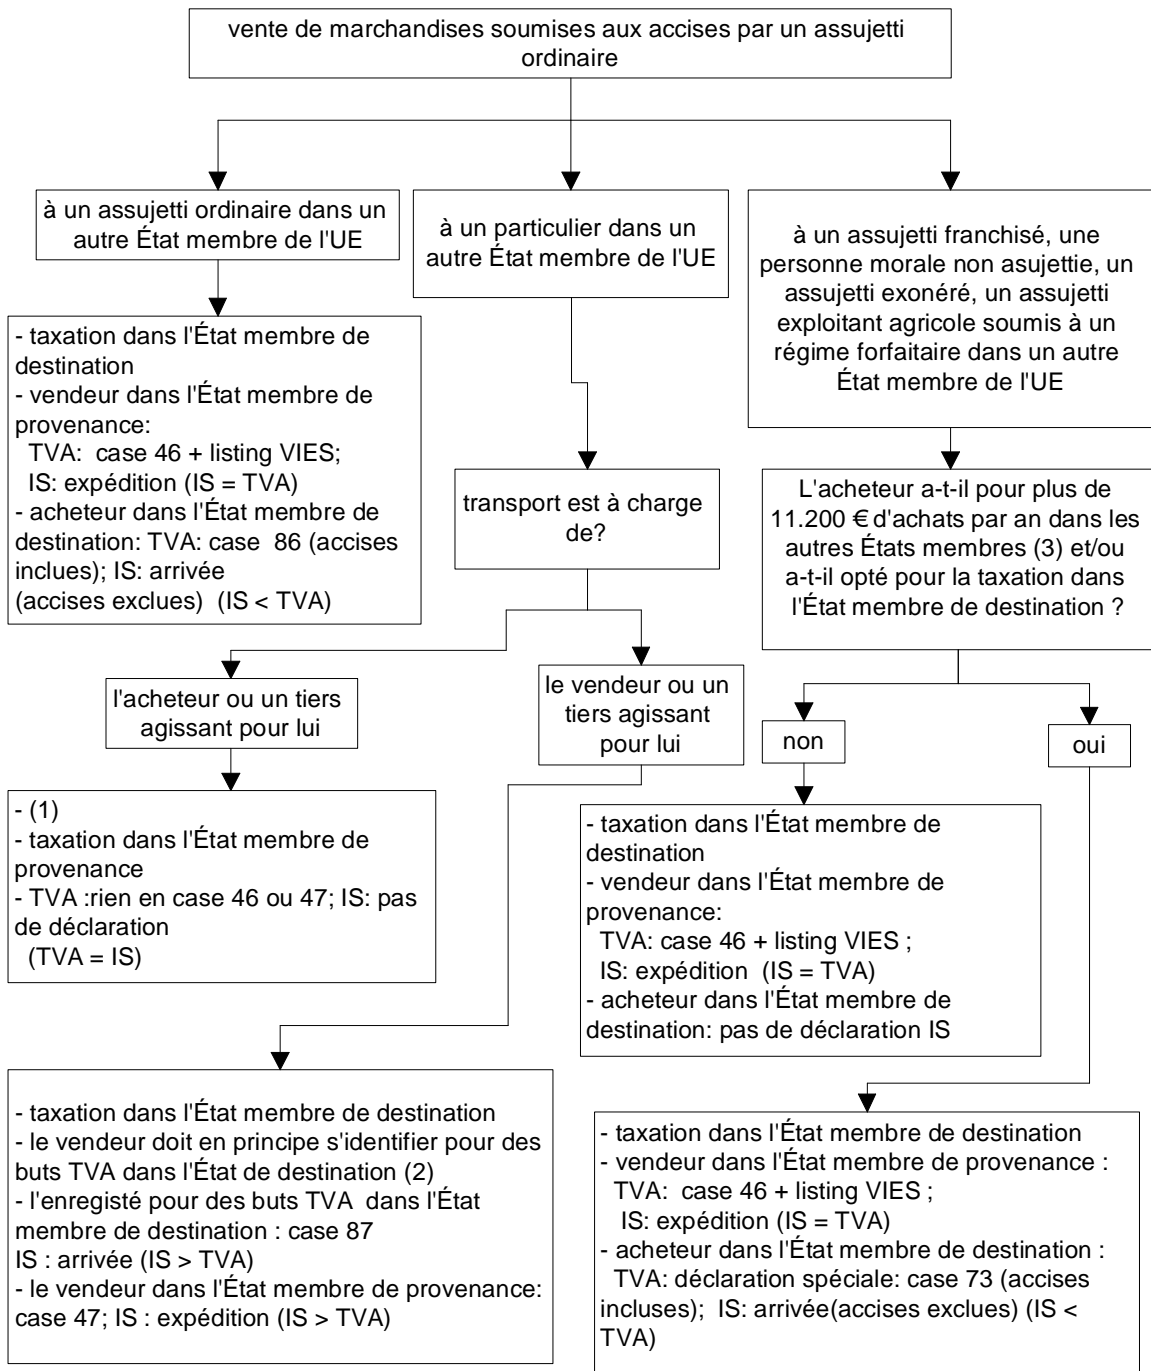 vente de marchandises soumises aux accises par un assujetti
ordinaire
à un assujetti ordinaire dans un
autre État membre de l'UE
à un particulier dans un
autre État membre de l'UE
à un assujetti franchisé, une
personne morale non asujettie, un
assujetti exonéré, un assujetti
exploitant agricole soumis à un
régime forfaitaire dans un autre
État membre de l'UE
- taxation dans l'État membre de
destination
- vendeur dans l'État membre de
provenance:
TVA: case 46 + listing VIES;
IS: expédition (IS = TVA)
- acheteur dans l'État membre de
destination: TVA: case 86 (accises
inclues); IS: arrivée
(accises exclues) (IS < TVA)
transport est à charge
de?
L'acheteur a-t-il pour plus de
11.200 € d'achats par an dans les
autres États membres (3) et/ou
a-t-il opté pour la taxation dans
l'État membre de destination ?
l'acheteur ou un tiers
agissant pour lui
le vendeur ou un
tiers agissant
pour lui
non
oui
- (1)
- taxation dans l'État membre de
provenance
- TVA :rien en case 46 ou 47; IS: pas
de déclaration
(TVA = IS)
- taxation dans l'État membre de
destination
- vendeur dans l'État membre de
provenance:
TVA: case 46 + listing VIES ;
IS: expédition (IS = TVA)
- acheteur dans l'État membre de
destination: pas de déclaration IS
- taxation dans l'État membre de destination
- le vendeur doit en principe s'identifier pour des
buts TVA dans l'État de destination (2)
- l'enregisté pour des buts TVA dans l'État
membre de destination : case 87
IS : arrivée (IS > TVA)
- le vendeur dans l'État membre de provenance:
case 47; IS : expédition (IS > TVA)
- taxation dans l'État membre de destination
- vendeur dans l'État membre de provenance :
TVA: case 46 + listing VIES ;
IS: expédition (IS = TVA)
- acheteur dans l'État membre de destination :
TVA: déclaration spéciale: case 73 (accises
incluses); IS: arrivée(accises exclues) (IS <
TVA)